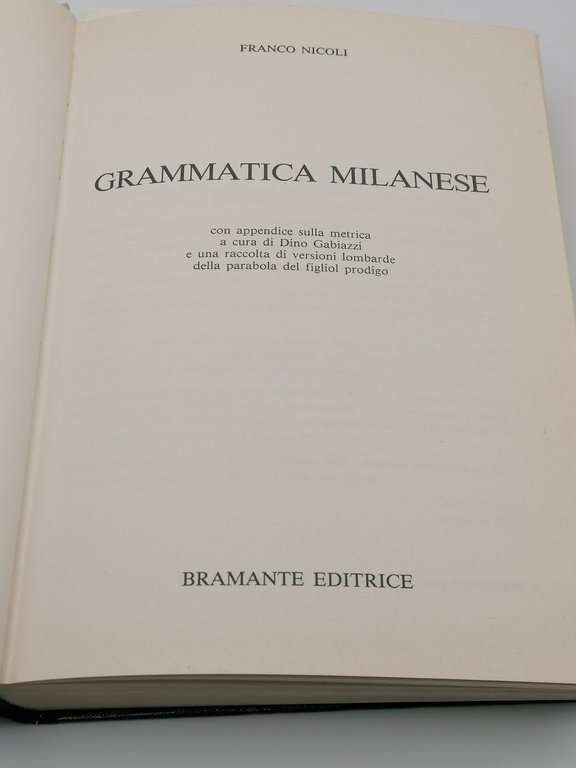 FRANCO NICOLI
GRAMMATICA MILANESE
con appendice sulla metrica
a cura di Dino Gabiazzi
e una raccolta di versioni lombarde
della parabola del figliol prodigo
BRAMANTE EDITRICE